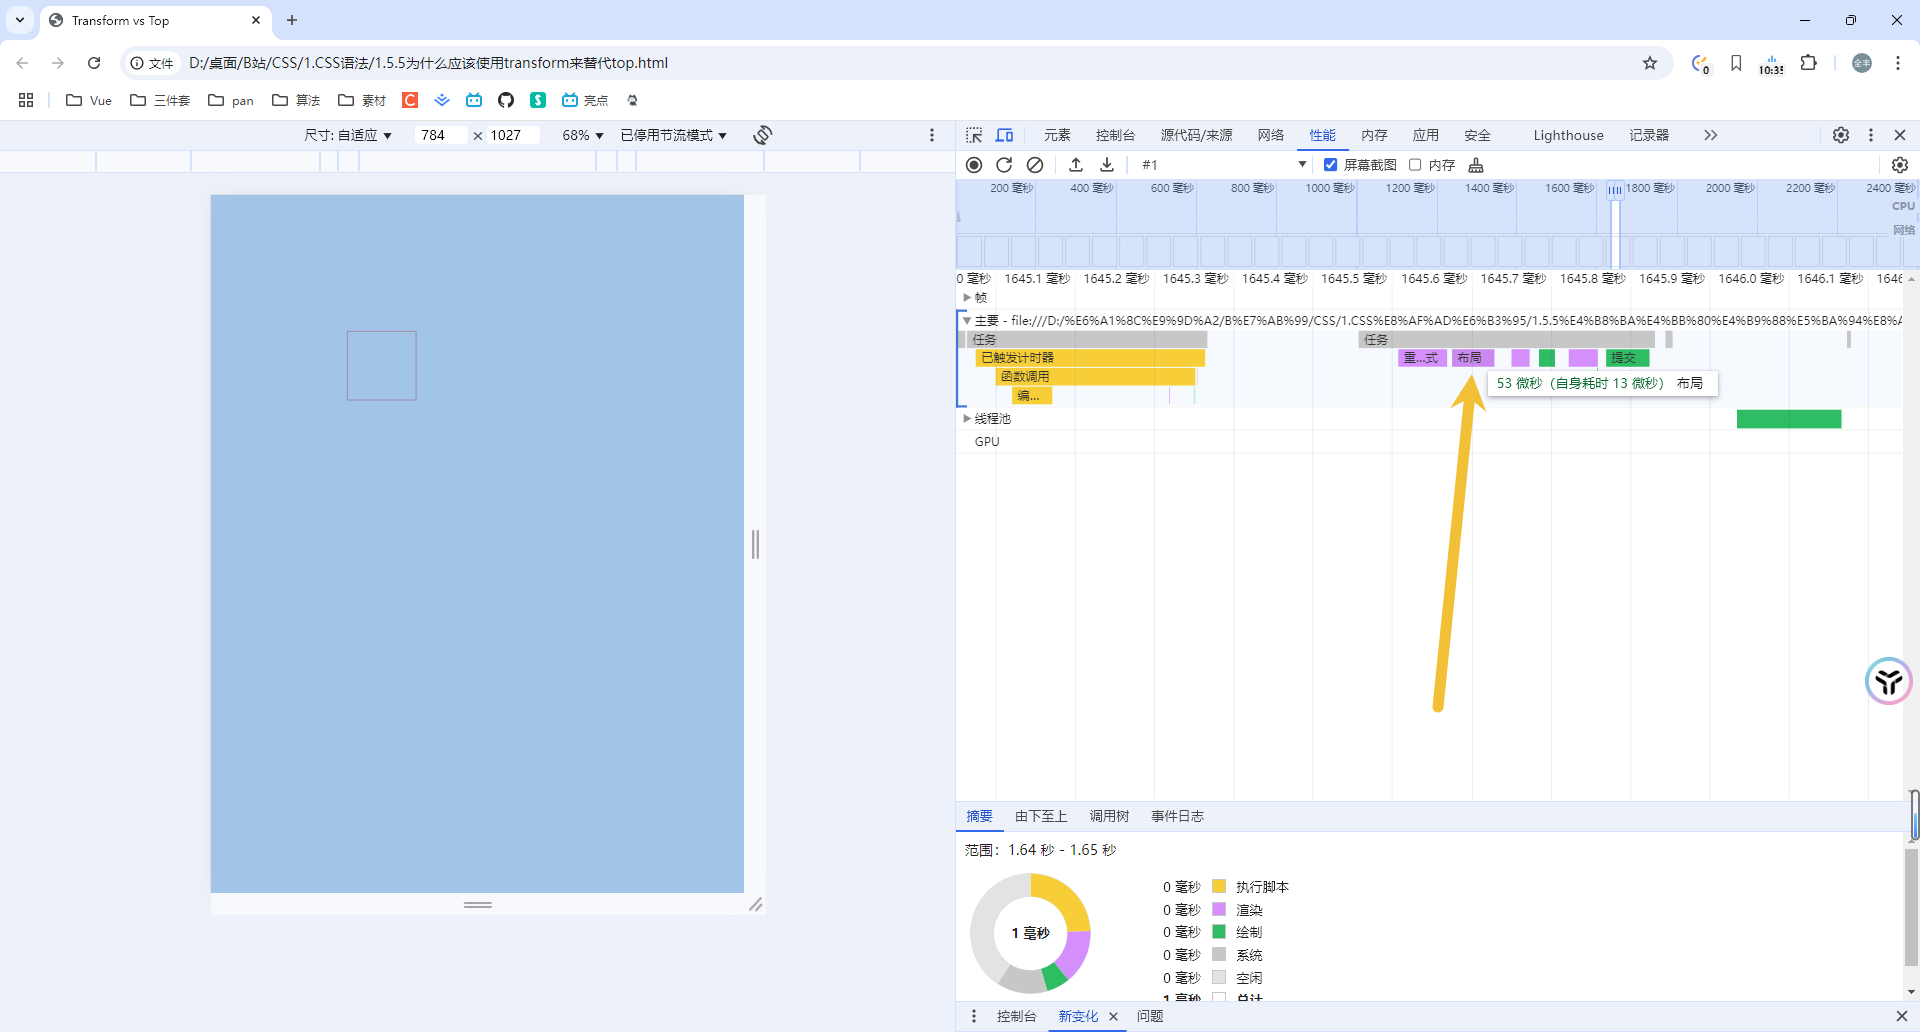 Transform vs Top
文件 D:/桌面/B站/CSS/1.CSS语法/1.5.5为什么应该使用transform来替代top.html
0 10:35 全丰
Vue 三件套 pan 算法 素材 C S 亮点
尺寸: 自适应 784 × 1027 68% 已停用节流模式
元素 控制台 源代码/来源 网络 性能 内存 应用 安全 Lighthouse 记录器
#1 屏幕截图 内存
200 毫秒 400 毫秒 600 毫秒 800 毫秒 1000 毫秒 1200 毫秒 1400 毫秒 1600 毫秒 1800 毫秒 2000 毫秒 2200 毫秒 2400 毫秒
CPU
网络
0 毫秒 1645.1 毫秒 1645.2 毫秒 1645.3 毫秒 1645.4 毫秒 1645.5 毫秒 1645.6 毫秒 1645.7 毫秒 1645.8 毫秒 1645.9 毫秒 1646.0 毫秒 1646.1 毫秒 1646
帧
主要 - file:///D:/%E6%A1%8C%E9%9D%A2/B%E7%AB%99/CSS/1.CSS%E8%AF%AD%E6%B3%95/1.5.5%E4%B8%BA%E4%BB%80%E4%B9%88%E5%BA%94%E8%A
任务 任务
已触发计时器 重...式 布局 提交
函数调用
53 微秒（自身耗时 13 微秒） 布局
编...
线程池
GPU
摘要 由下至上 调用树 事件日志
范围：1.64 秒 - 1.65 秒
0 毫秒 执行脚本
0 毫秒 渲染
0 毫秒 绘制
1 毫秒
0 毫秒 系统
0 毫秒 空闲
1 毫秒 总计
控制台 新变化 问题